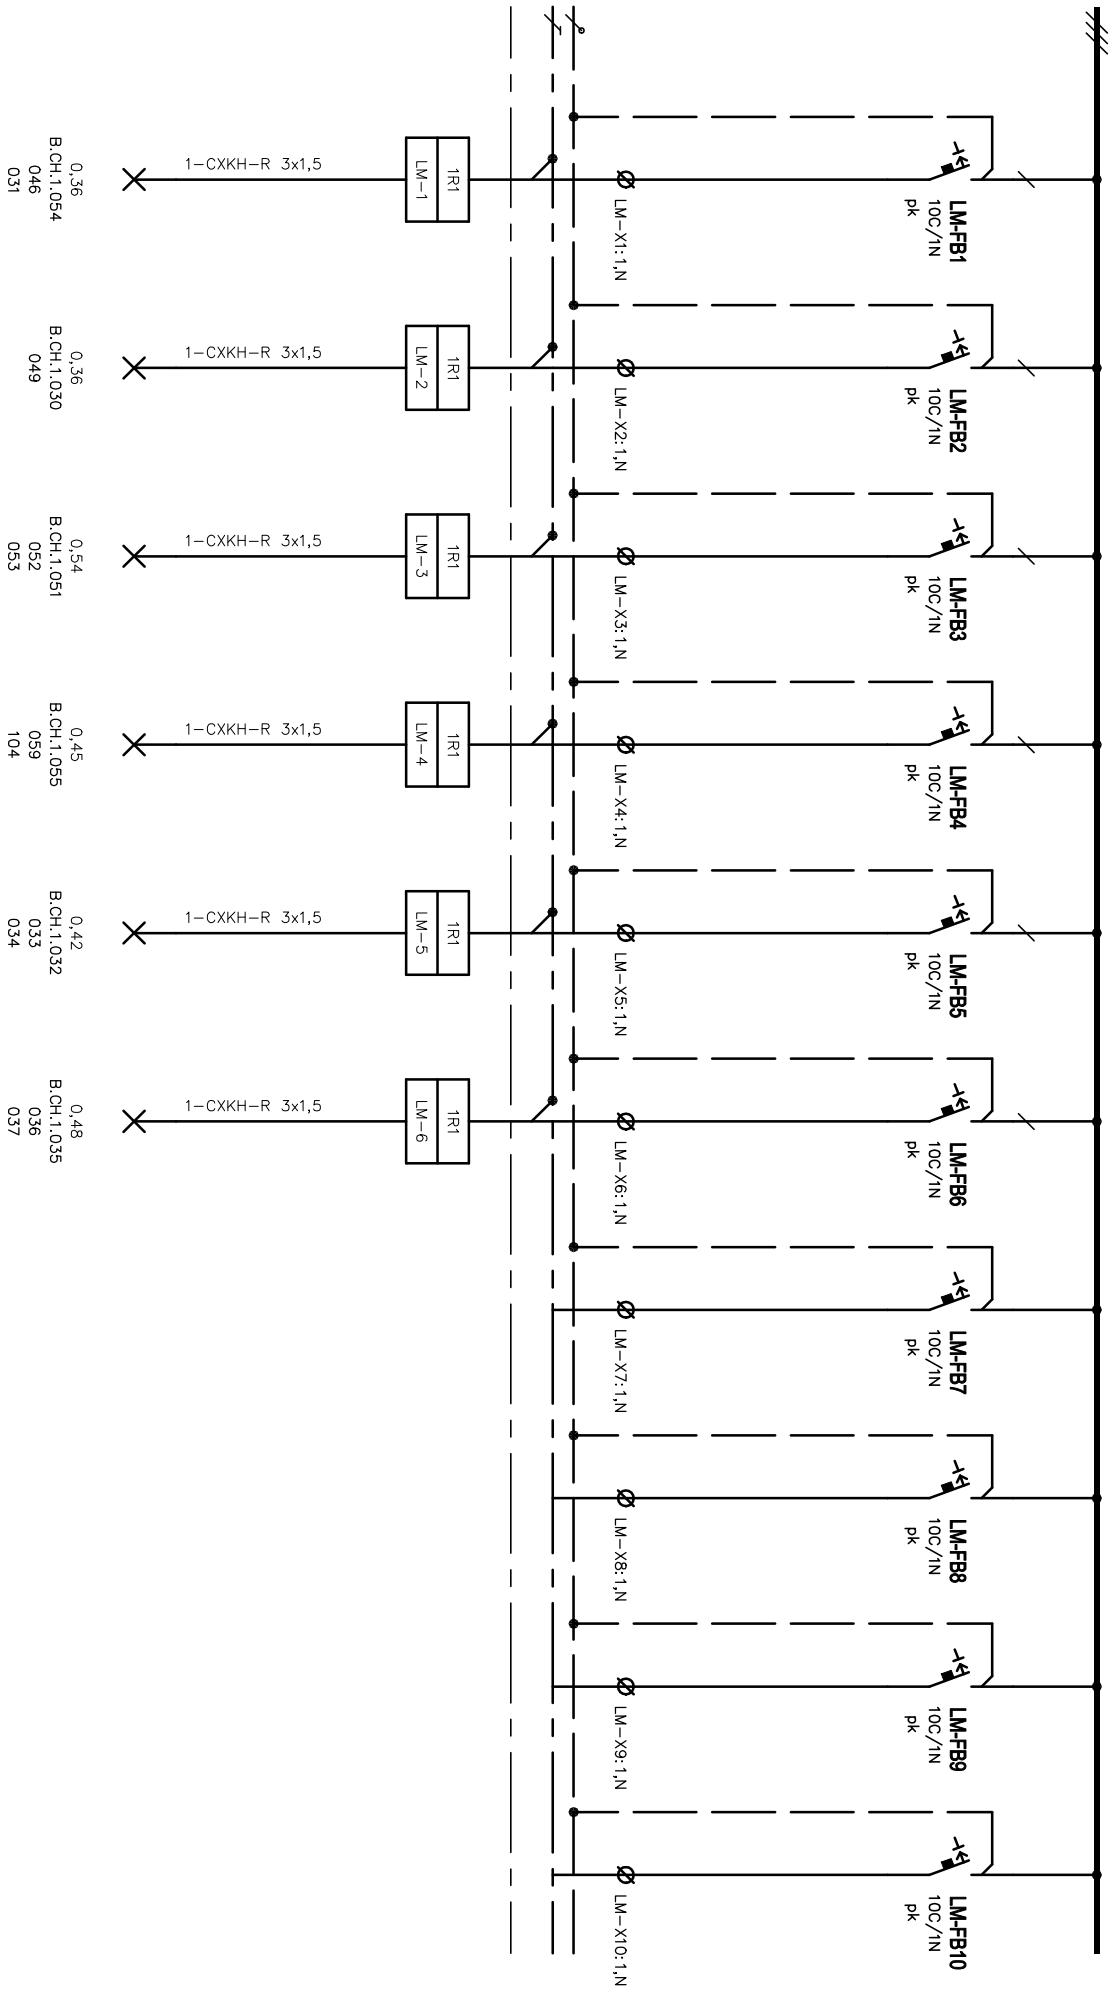 LM-FB1
10C/1N
pk
LM-X1:1,N
1R1
LM-1
1-CXKH-R 3x1,5
0,36
B.CH.1.054
046
031
LM-FB2
10C/1N
pk
LM-X2:1,N
1R1
LM-2
1-CXKH-R 3x1,5
0,36
B.CH.1.030
049
LM-FB3
10C/1N
pk
LM-X3:1,N
1R1
LM-3
1-CXKH-R 3x1,5
0,54
B.CH.1.051
052
053
LM-FB4
10C/1N
pk
LM-X4:1,N
1R1
LM-4
1-CXKH-R 3x1,5
0,45
B.CH.1.055
059
104
LM-FB5
10C/1N
pk
LM-X5:1,N
1R1
LM-5
1-CXKH-R 3x1,5
0,42
B.CH.1.032
033
034
LM-FB6
10C/1N
pk
LM-X6:1,N
1R1
LM-6
1-CXKH-R 3x1,5
0,48
B.CH.1.035
036
037
LM-FB7
10C/1N
pk
LM-X7:1,N
LM-FB8
10C/1N
pk
LM-X8:1,N
LM-FB9
10C/1N
pk
LM-X9:1,N
LM-FB10
10C/1N
pk
LM-X10:1,N